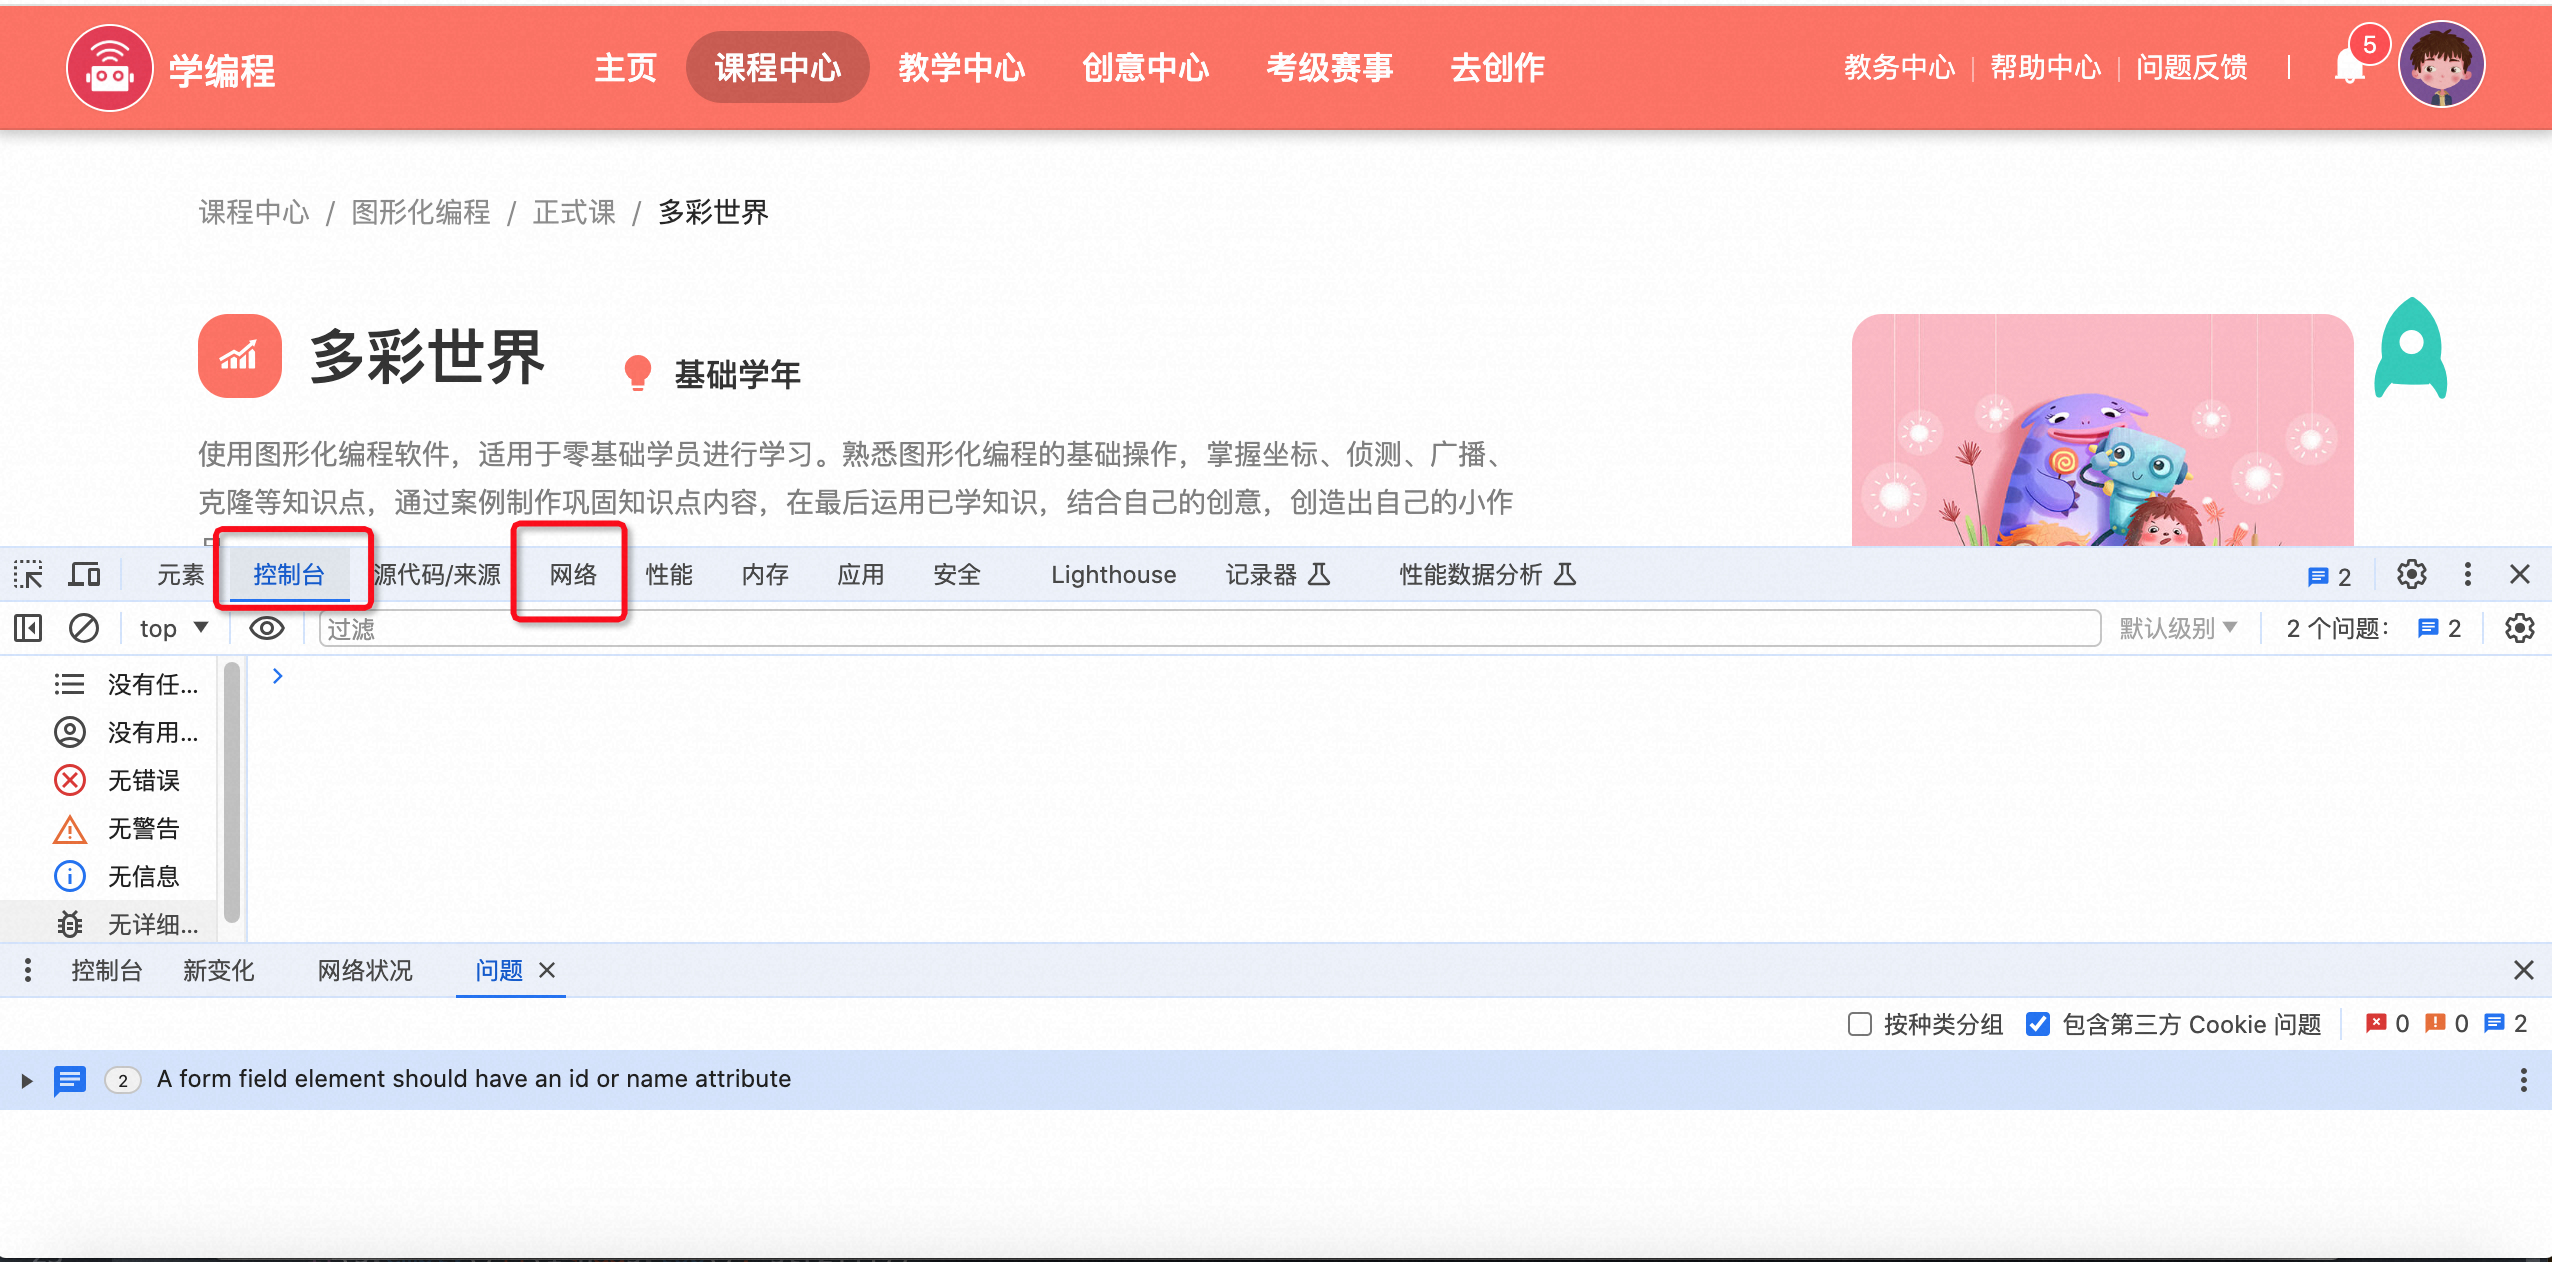 学编程
主页 课程中心 教学中心 创意中心 考级赛事 去创作
教务中心 | 帮助中心 | 问题反馈 | 5
课程中心 / 图形化编程 / 正式课 / 多彩世界
多彩世界 基础学年
使用图形化编程软件，适用于零基础学员进行学习。熟悉图形化编程的基础操作，掌握坐标、侦测、广播、
克隆等知识点，通过案例制作巩固知识点内容，在最后运用已学知识，结合自己的创意，创造出自己的小作
元素 控制台 源代码/来源 网络 性能 内存 应用 安全 Lighthouse 记录器 性能数据分析 2
top 过滤 默认级别 2 个问题： 2
没有任...
没有用...
无错误
无警告
无信息
无详细...
控制台 新变化 网络状况 问题
按种类分组 包含第三方 Cookie 问题 0 0 2
2 A form field element should have an id or name attribute